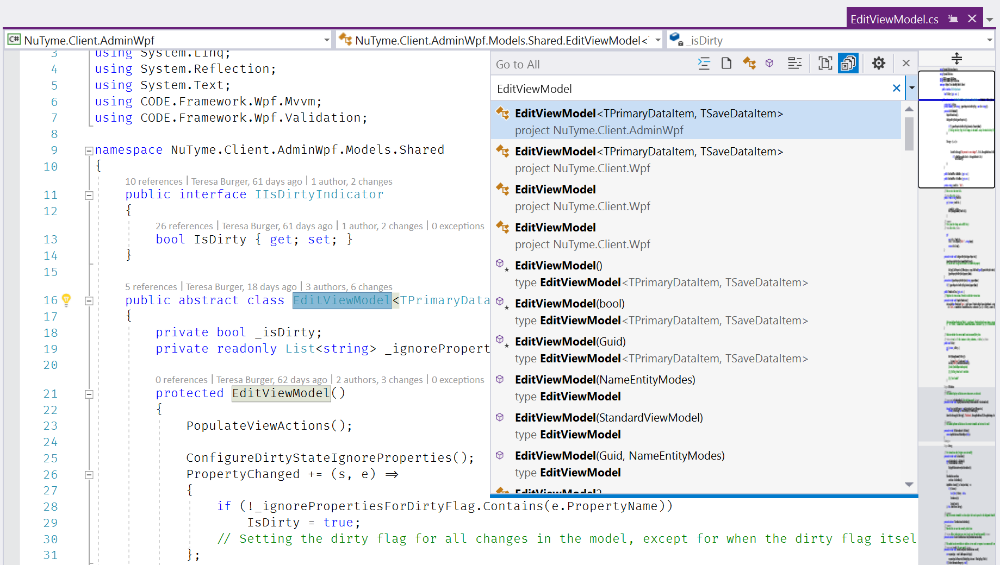 EditViewModel.cs
C# NuTyme.Client.AdminWpf
NuTyme.Client.AdminWpf.Models.Shared.EditViewModel<
_isDirty
3 using System.Linq;
4 using System.Reflection;
5 using System.Text;
6 using CODE.Framework.Wpf.Mvvm;
7 using CODE.Framework.Wpf.Validation;
8
9 namespace NuTyme.Client.AdminWpf.Models.Shared
10 {
10 references | Teresa Burger, 61 days ago | 1 author, 2 changes
11 public interface IIsDirtyIndicator
12 {
26 references | Teresa Burger, 61 days ago | 1 author, 2 changes | 0 exceptions
13 bool IsDirty { get; set; }
14 }
15
5 references | Teresa Burger, 18 days ago | 3 authors, 6 changes
16 public abstract class EditViewModel<TPrimaryData
17 {
18 private bool _isDirty;
19 private readonly List<string> _ignorePropert
20
0 references | Teresa Burger, 62 days ago | 2 authors, 3 changes | 0 exceptions
21 protected EditViewModel()
22 {
23 PopulateViewActions();
24
25 ConfigureDirtyStateIgnoreProperties();
26 PropertyChanged += (s, e) =>
27 {
28 if (!_ignorePropertiesForDirtyFlag.Contains(e.PropertyName))
29 IsDirty = true;
30 // Setting the dirty flag for all changes in the model, except for when the dirty flag itsel
31 };
Go to All
EditViewModel
EditViewModel<TPrimaryDataItem, TSaveDataItem>
project NuTyme.Client.AdminWpf
EditViewModel<TPrimaryDataItem, TSaveDataItem>
project NuTyme.Client.Wpf
EditViewModel
project NuTyme.Client.Wpf
EditViewModel
project NuTyme.Client.Wpf
EditViewModel()
type EditViewModel<TPrimaryDataItem, TSaveDataItem>
EditViewModel(bool)
type EditViewModel<TPrimaryDataItem, TSaveDataItem>
EditViewModel(Guid)
type EditViewModel<TPrimaryDataItem, TSaveDataItem>
EditViewModel(NameEntityModes)
type EditViewModel
EditViewModel(StandardViewModel)
type EditViewModel
EditViewModel(Guid, NameEntityModes)
type EditViewModel
EditViewModel2